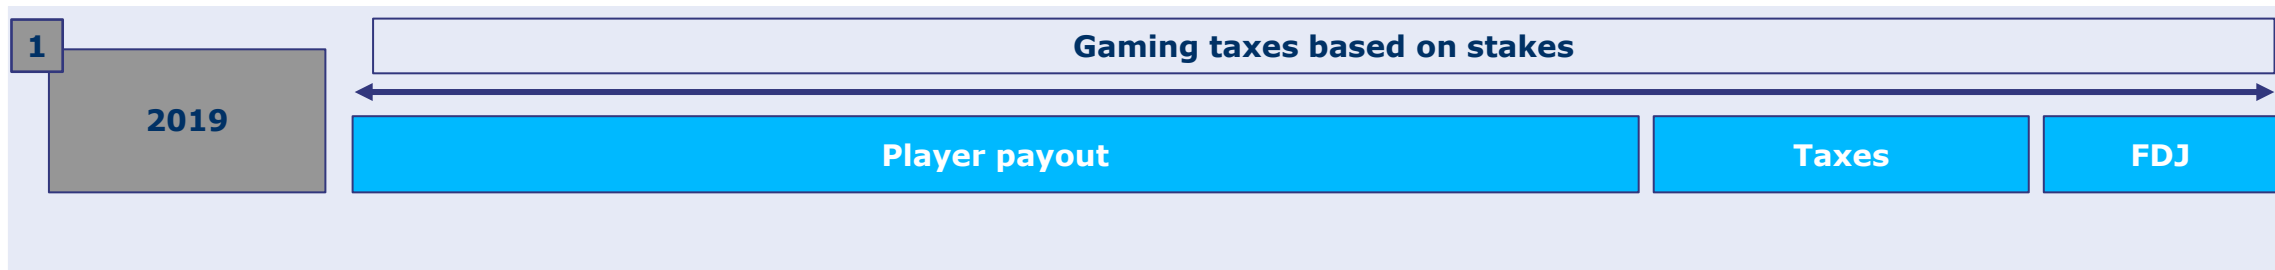 1
2019
Gaming taxes based on stakes
Player payout
Taxes
FDJ